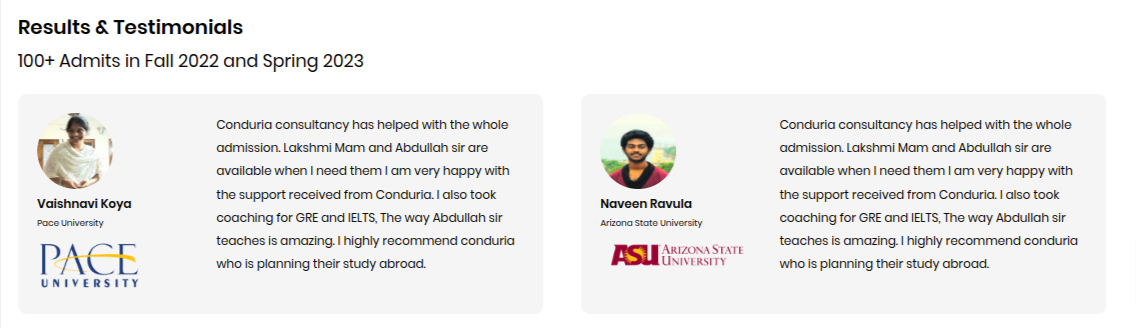 Results & Testimonials
100+ Admits in Fall 2022 and Spring 2023
Vaishnavi Koya
Pace University
PACE
UNIVERSITY
Conduria consultancy has helped with the whole
admission. Lakshmi Mam and Abdullah sir are
available when I need them I am very happy with
the support received from Conduria. I also took
coaching for GRE and IELTS, The way Abdullah sir
teaches is amazing. I highly recommend conduria
who is planning their study abroad.
Naveen Ravula
Arizona State University
ASU ARIZONA STATE
UNIVERSITY
Conduria consultancy has helped with the whole
admission. Lakshmi Mam and Abdullah sir are
available when I need them I am very happy with
the support received from Conduria. I also took
coaching for GRE and IELTS, The way Abdullah sir
teaches is amazing. I highly recommend conduria
who is planning their study abroad.